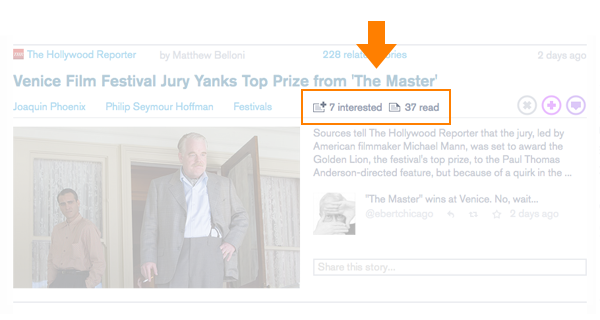 The Hollywood Reporter by Matthew Belloni 228 related stories 2 days ago
Venice Film Festival Jury Yanks Top Prize from 'The Master'
Joaquin Phoenix Philip Seymour Hoffman Festivals 7 interested 37 read
Sources tell The Hollywood Reporter that the jury, led by
American filmmaker Michael Mann, was set to award the
Golden Lion, the festival's top prize, to the Paul Thomas
Anderson-directed feature, but because of a quirk in the ...
"The Master" wins at Venice. No, wait...
@ebertchicago 2 days ago
Share this story...